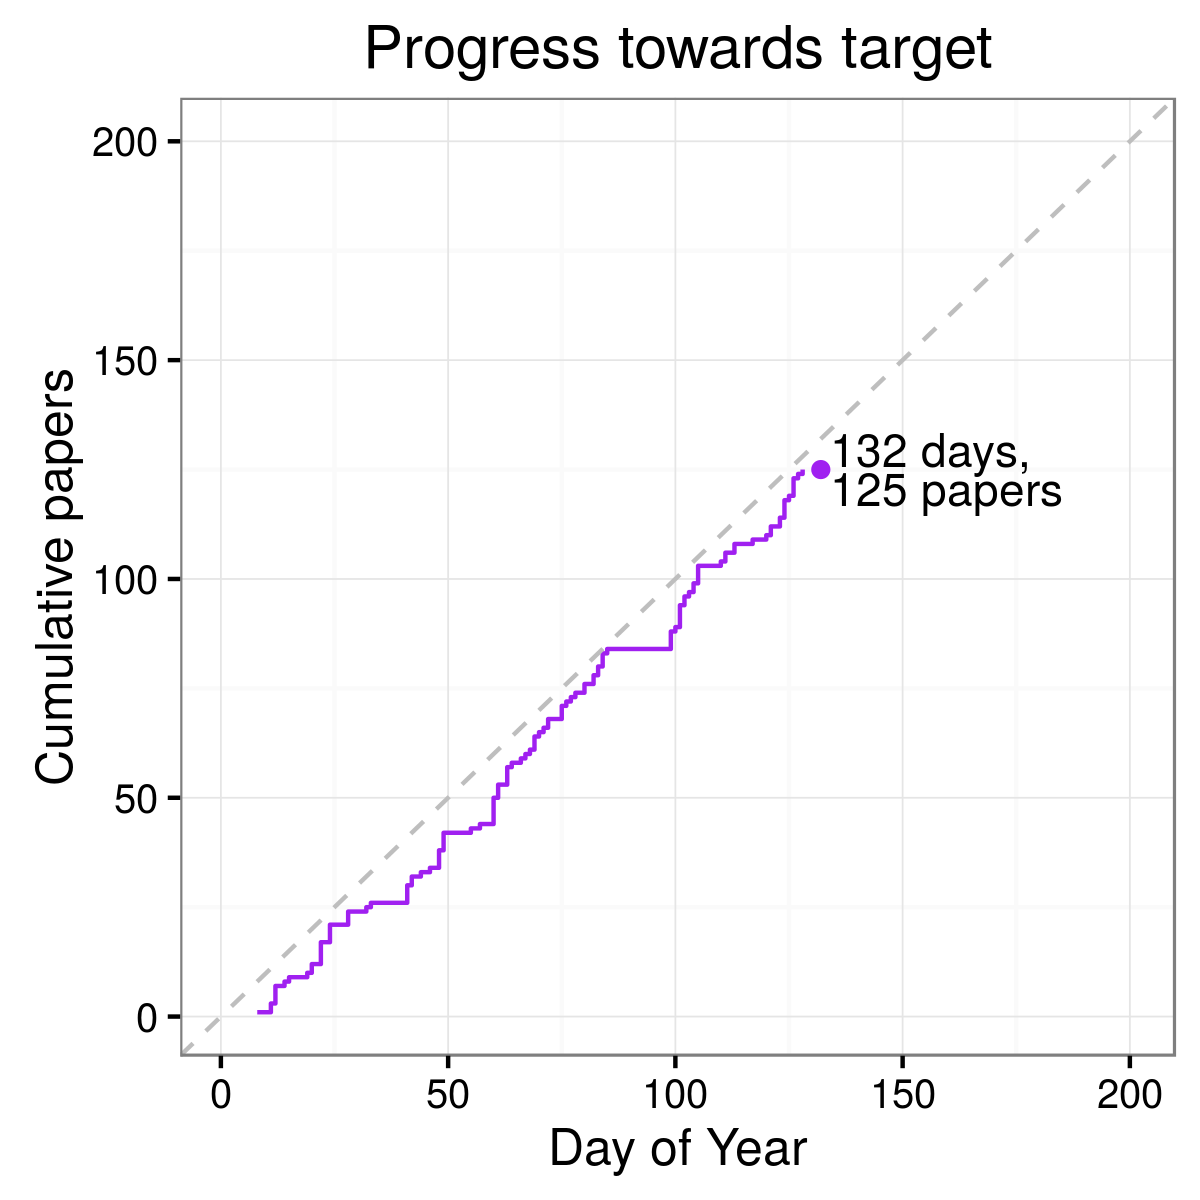 Progress towards target
200
150
100
50
0
Cumulative papers
132 days,
125 papers
0 50 100 150 200
Day of Year